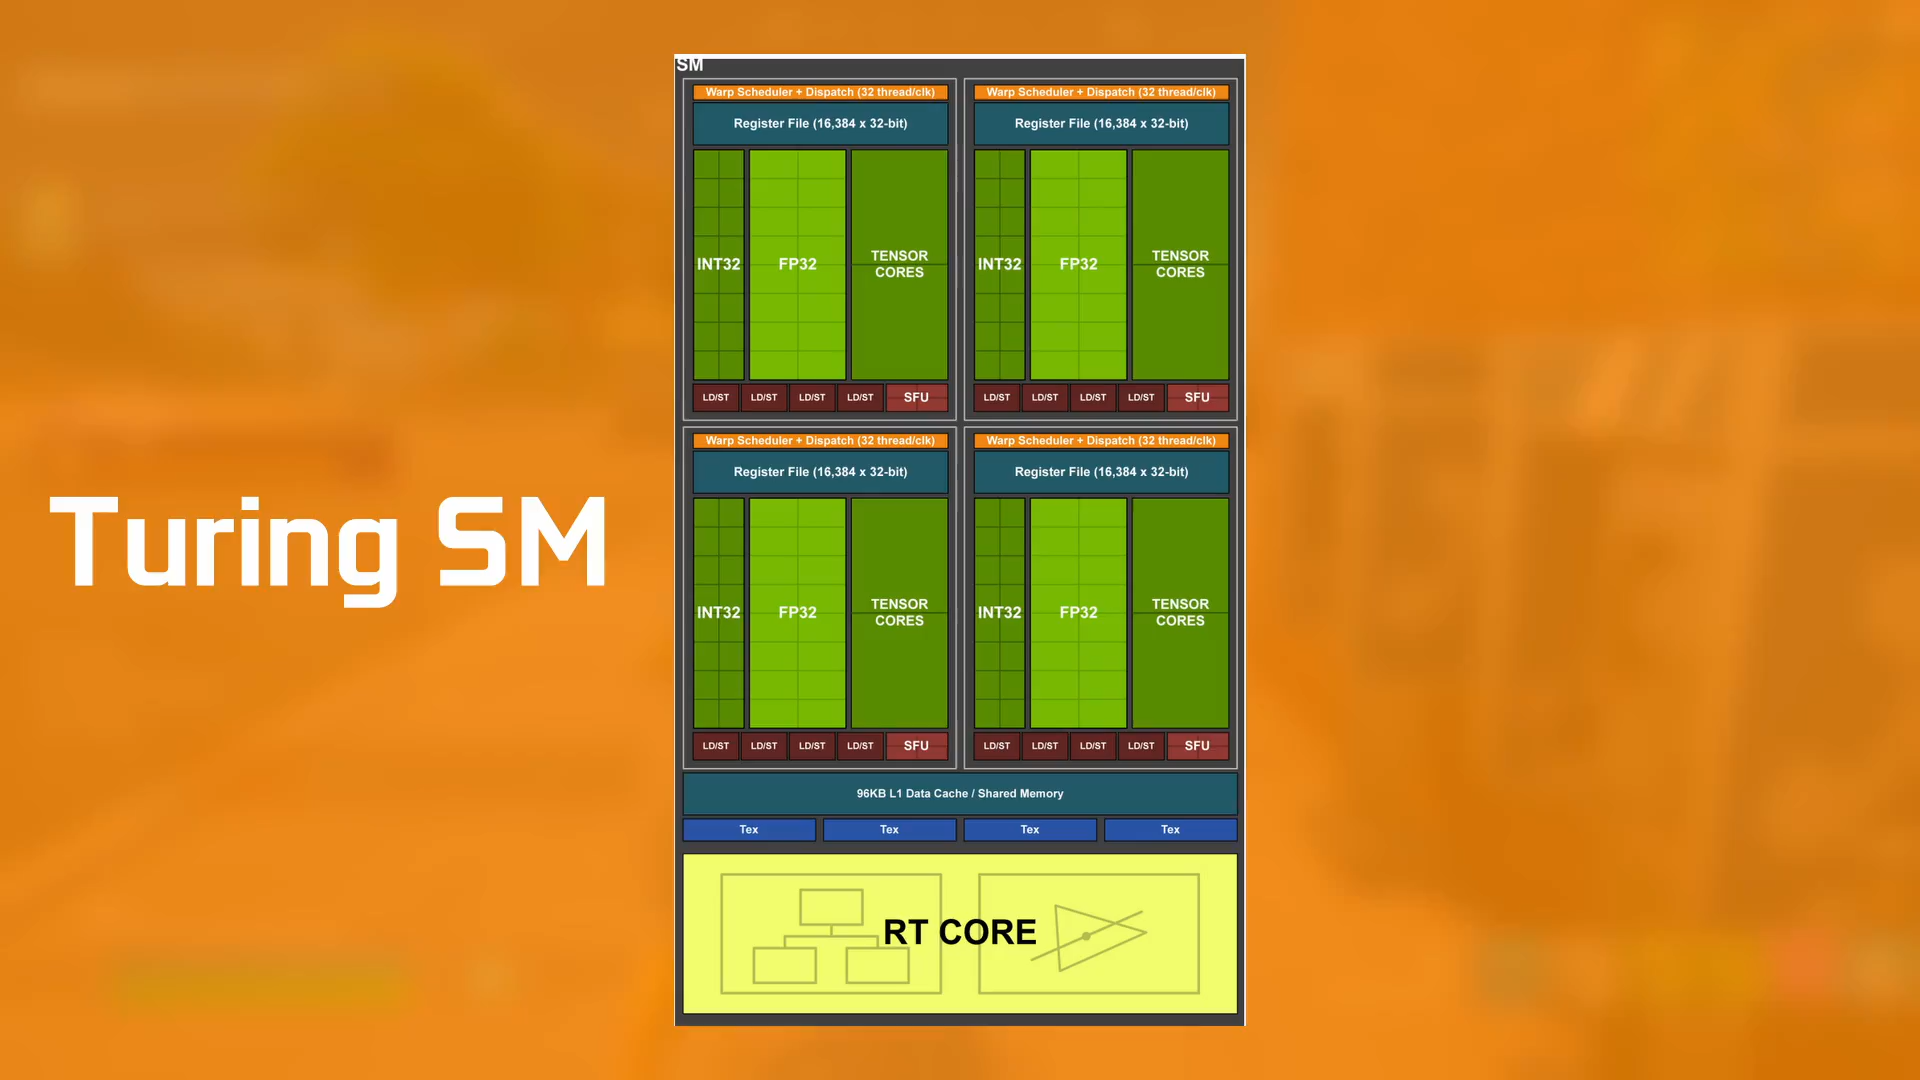 Turing SM
SM
Warp Scheduler + Dispatch (32 thread/clk)
Register File (16,384 x 32-bit)
INT32
FP32
TENSOR
CORES
LD/ST
LD/ST
LD/ST
LD/ST
SFU
Warp Scheduler + Dispatch (32 thread/clk)
Register File (16,384 x 32-bit)
INT32
FP32
TENSOR
CORES
LD/ST
LD/ST
LD/ST
LD/ST
SFU
Warp Scheduler + Dispatch (32 thread/clk)
Register File (16,384 x 32-bit)
INT32
FP32
TENSOR
CORES
LD/ST
LD/ST
LD/ST
LD/ST
SFU
Warp Scheduler + Dispatch (32 thread/clk)
Register File (16,384 x 32-bit)
INT32
FP32
TENSOR
CORES
LD/ST
LD/ST
LD/ST
LD/ST
SFU
96KB L1 Data Cache / Shared Memory
Tex
Tex
Tex
Tex
RT CORE